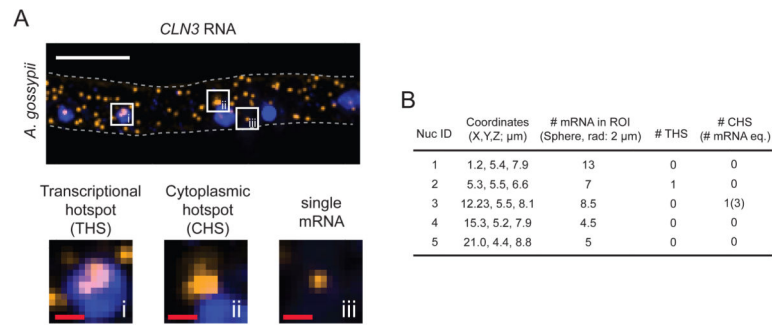 A
CLN3 RNA
A. gossypii
i
ii
iii
Transcriptional
hotspot
(THS)
Cytoplasmic
hotspot
(CHS)
single
mRNA
i
ii
iii
B
Nuc ID Coordinates (X,Y,Z; µm) # mRNA in ROI (Sphere, rad: 2 µm) # THS # CHS (# mRNA eq.)
1 1.2, 5.4, 7.9 13 0 0
2 5.3, 5.5, 6.6 7 1 0
3 12.23, 5.5, 8.1 8.5 0 1(3)
4 15.3, 5.2, 7.9 4.5 0 0
5 21.0, 4.4, 8.8 5 0 0